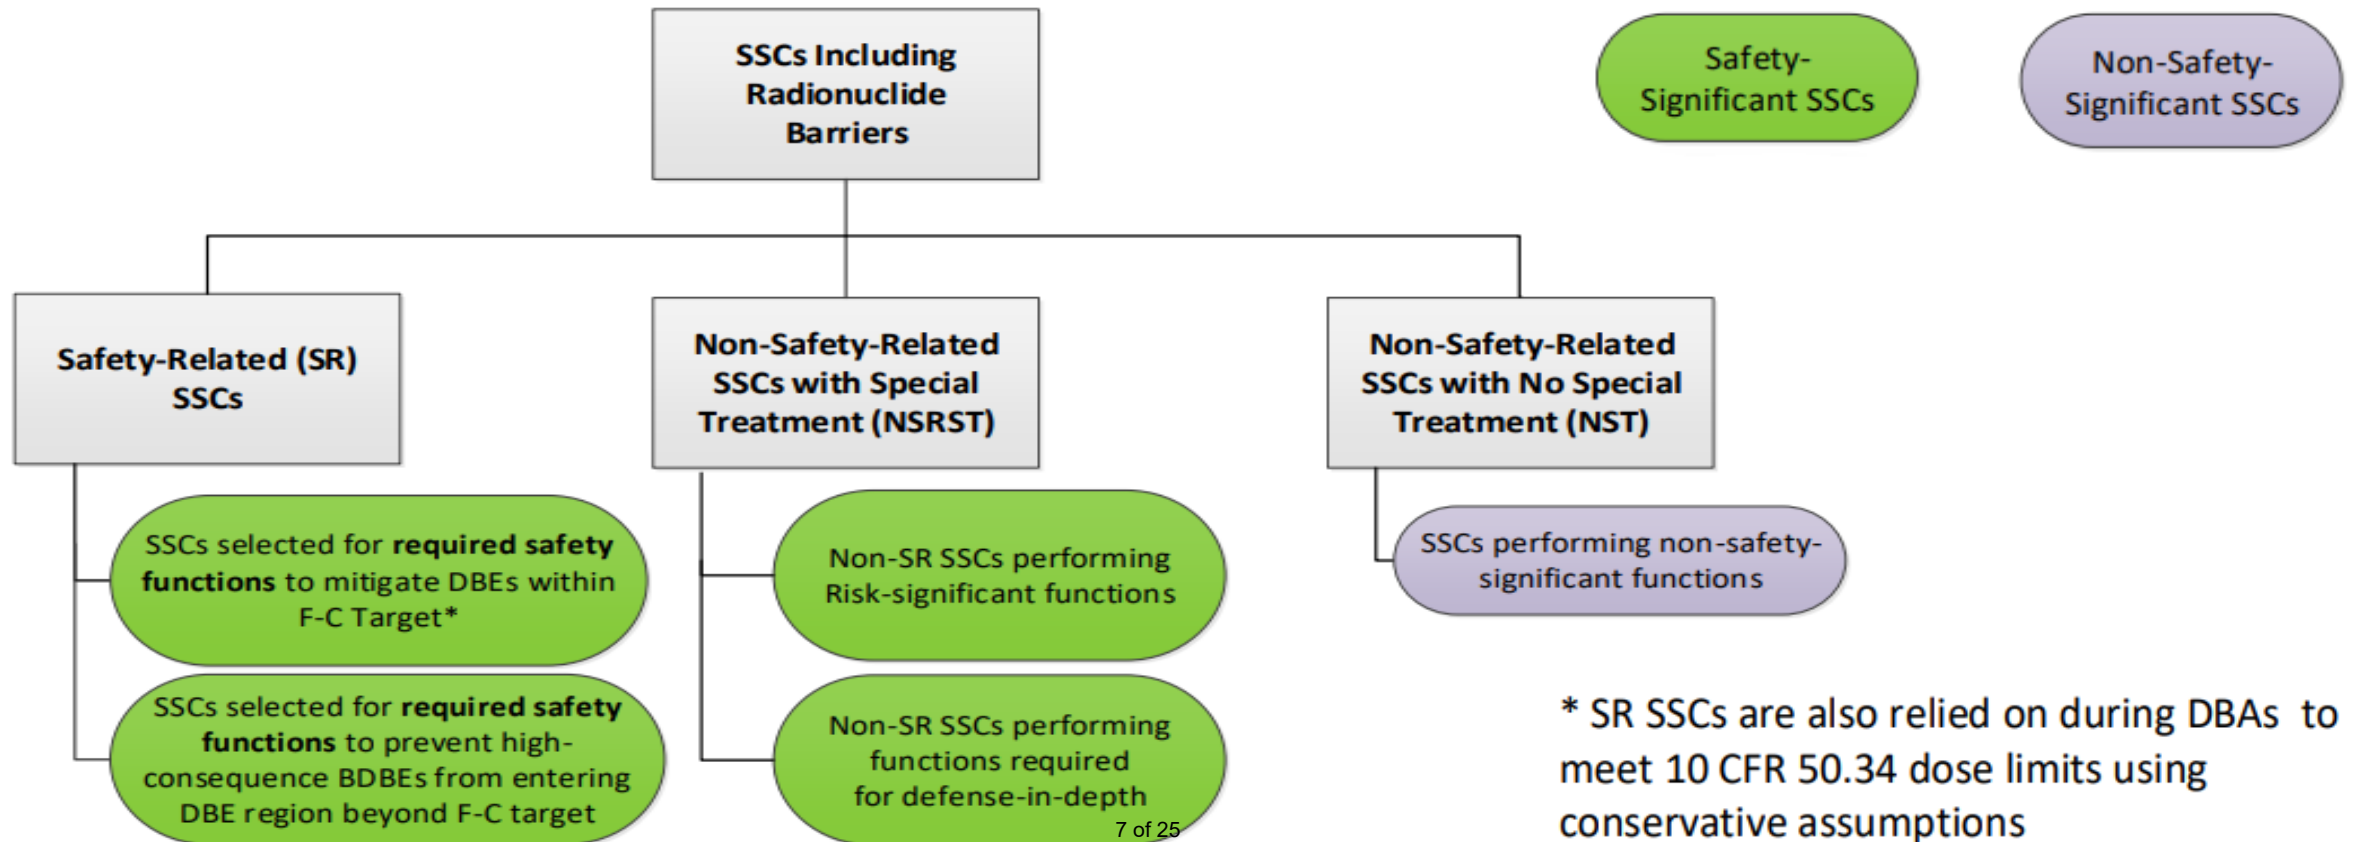 SSCs Including
Radionuclide
Barriers
Safety-
Significant SSCs
Non-Safety-
Significant SSCs
Safety-Related (SR)
SSCs
Non-Safety-Related
SSCs with Special
Treatment (NSRST)
Non-Safety-Related
SSCs with No Special
Treatment (NST)
SSCs selected for required safety
functions to mitigate DBEs within
F-C Target*
SSCs selected for required safety
functions to prevent high-
consequence BDBEs from entering
DBE region beyond F-C target
Non-SR SSCs performing
Risk-significant functions
Non-SR SSCs performing
functions required
for defense-in-depth
SSCs performing non-safety-
significant functions
* SR SSCs are also relied on during DBAs to
meet 10 CFR 50.34 dose limits using
conservative assumptions
7 of 25